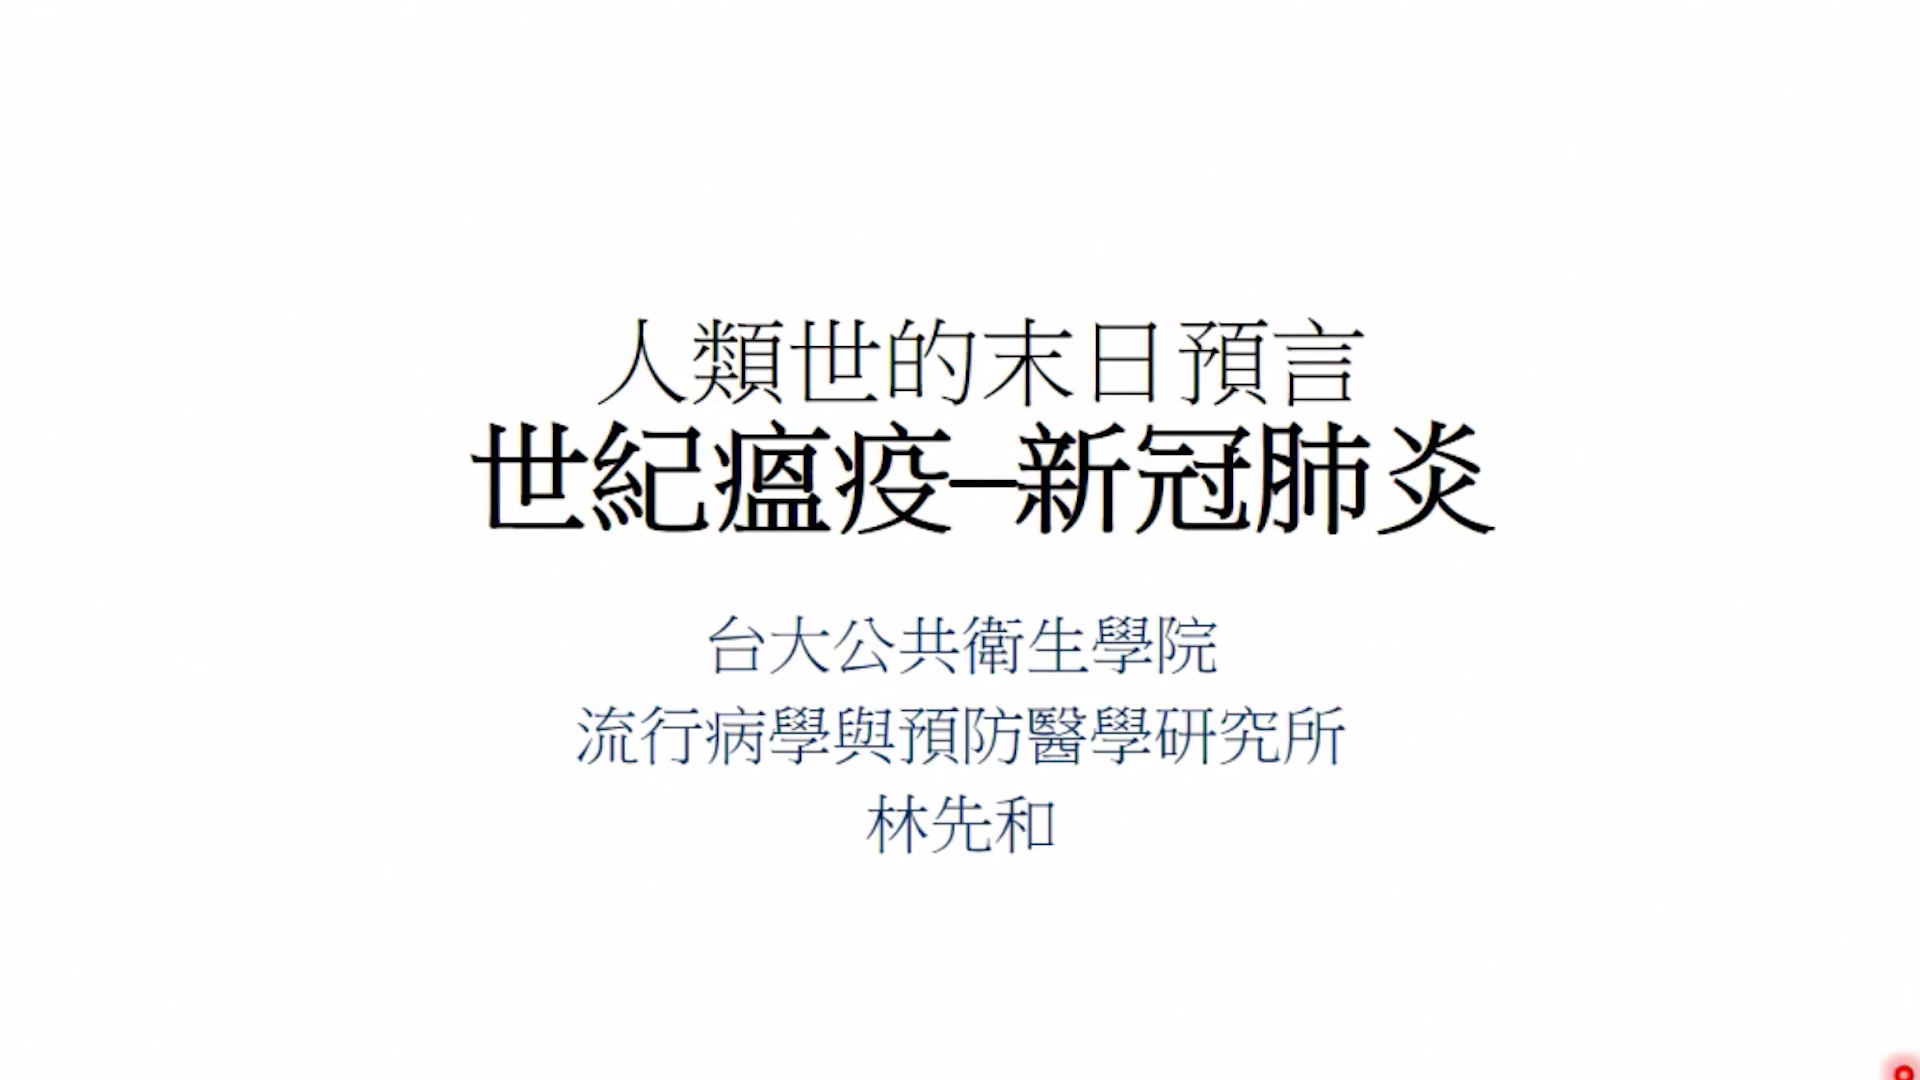 人類世的末日預言
世紀瘟疫–新冠肺炎
台大公共衛生學院
流行病學與預防醫學研究所
林先和